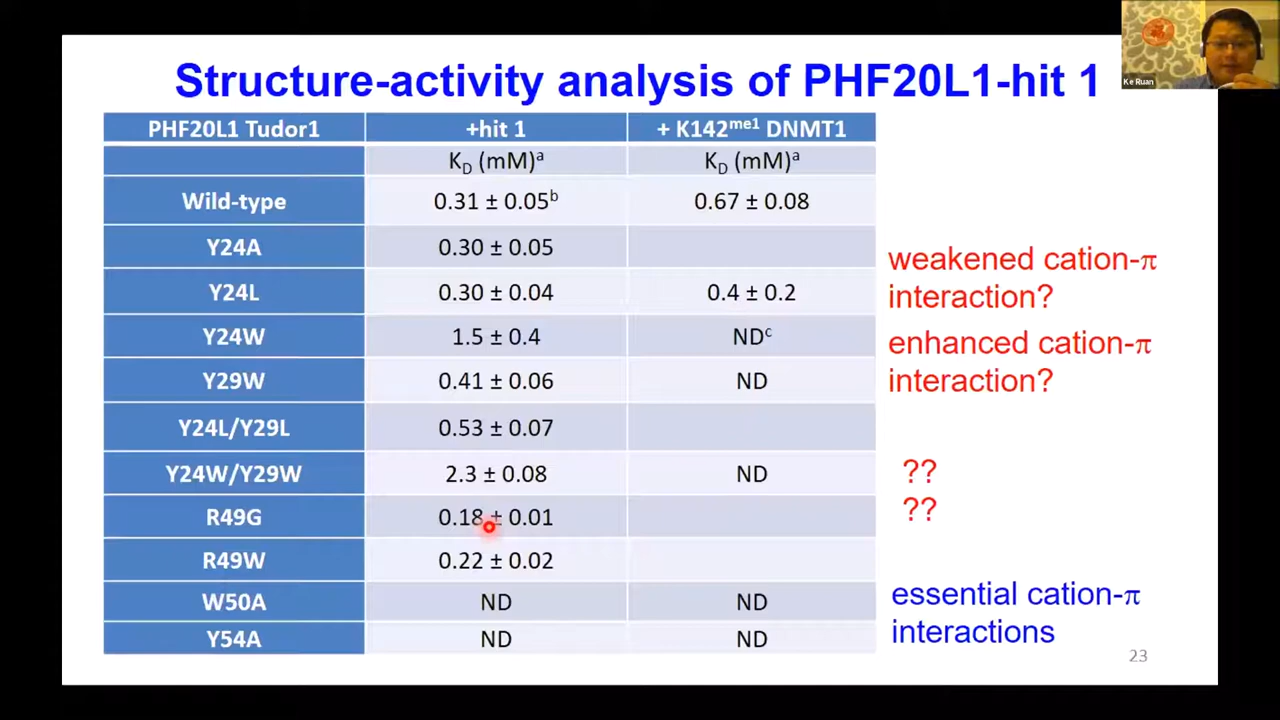 Structure-activity analysis of PHF20L1-hit 1
Ke Ruan
PHF20L1 Tudor1 +hit 1 + K142me1 DNMT1
KD (mM)a KD (mM)a
Wild-type 0.31 ± 0.05b 0.67 ± 0.08
Y24A 0.30 ± 0.05
weakened cation-π
Y24L 0.30 ± 0.04 0.4 ± 0.2
interaction?
Y24W 1.5 ± 0.4 NDc
enhanced cation-π
Y29W 0.41 ± 0.06 ND
interaction?
Y24L/Y29L 0.53 ± 0.07
Y24W/Y29W 2.3 ± 0.08 ND
??
R49G 0.18 ± 0.01
??
R49W 0.22 ± 0.02
W50A ND ND
essential cation-π
Y54A ND ND
interactions
23